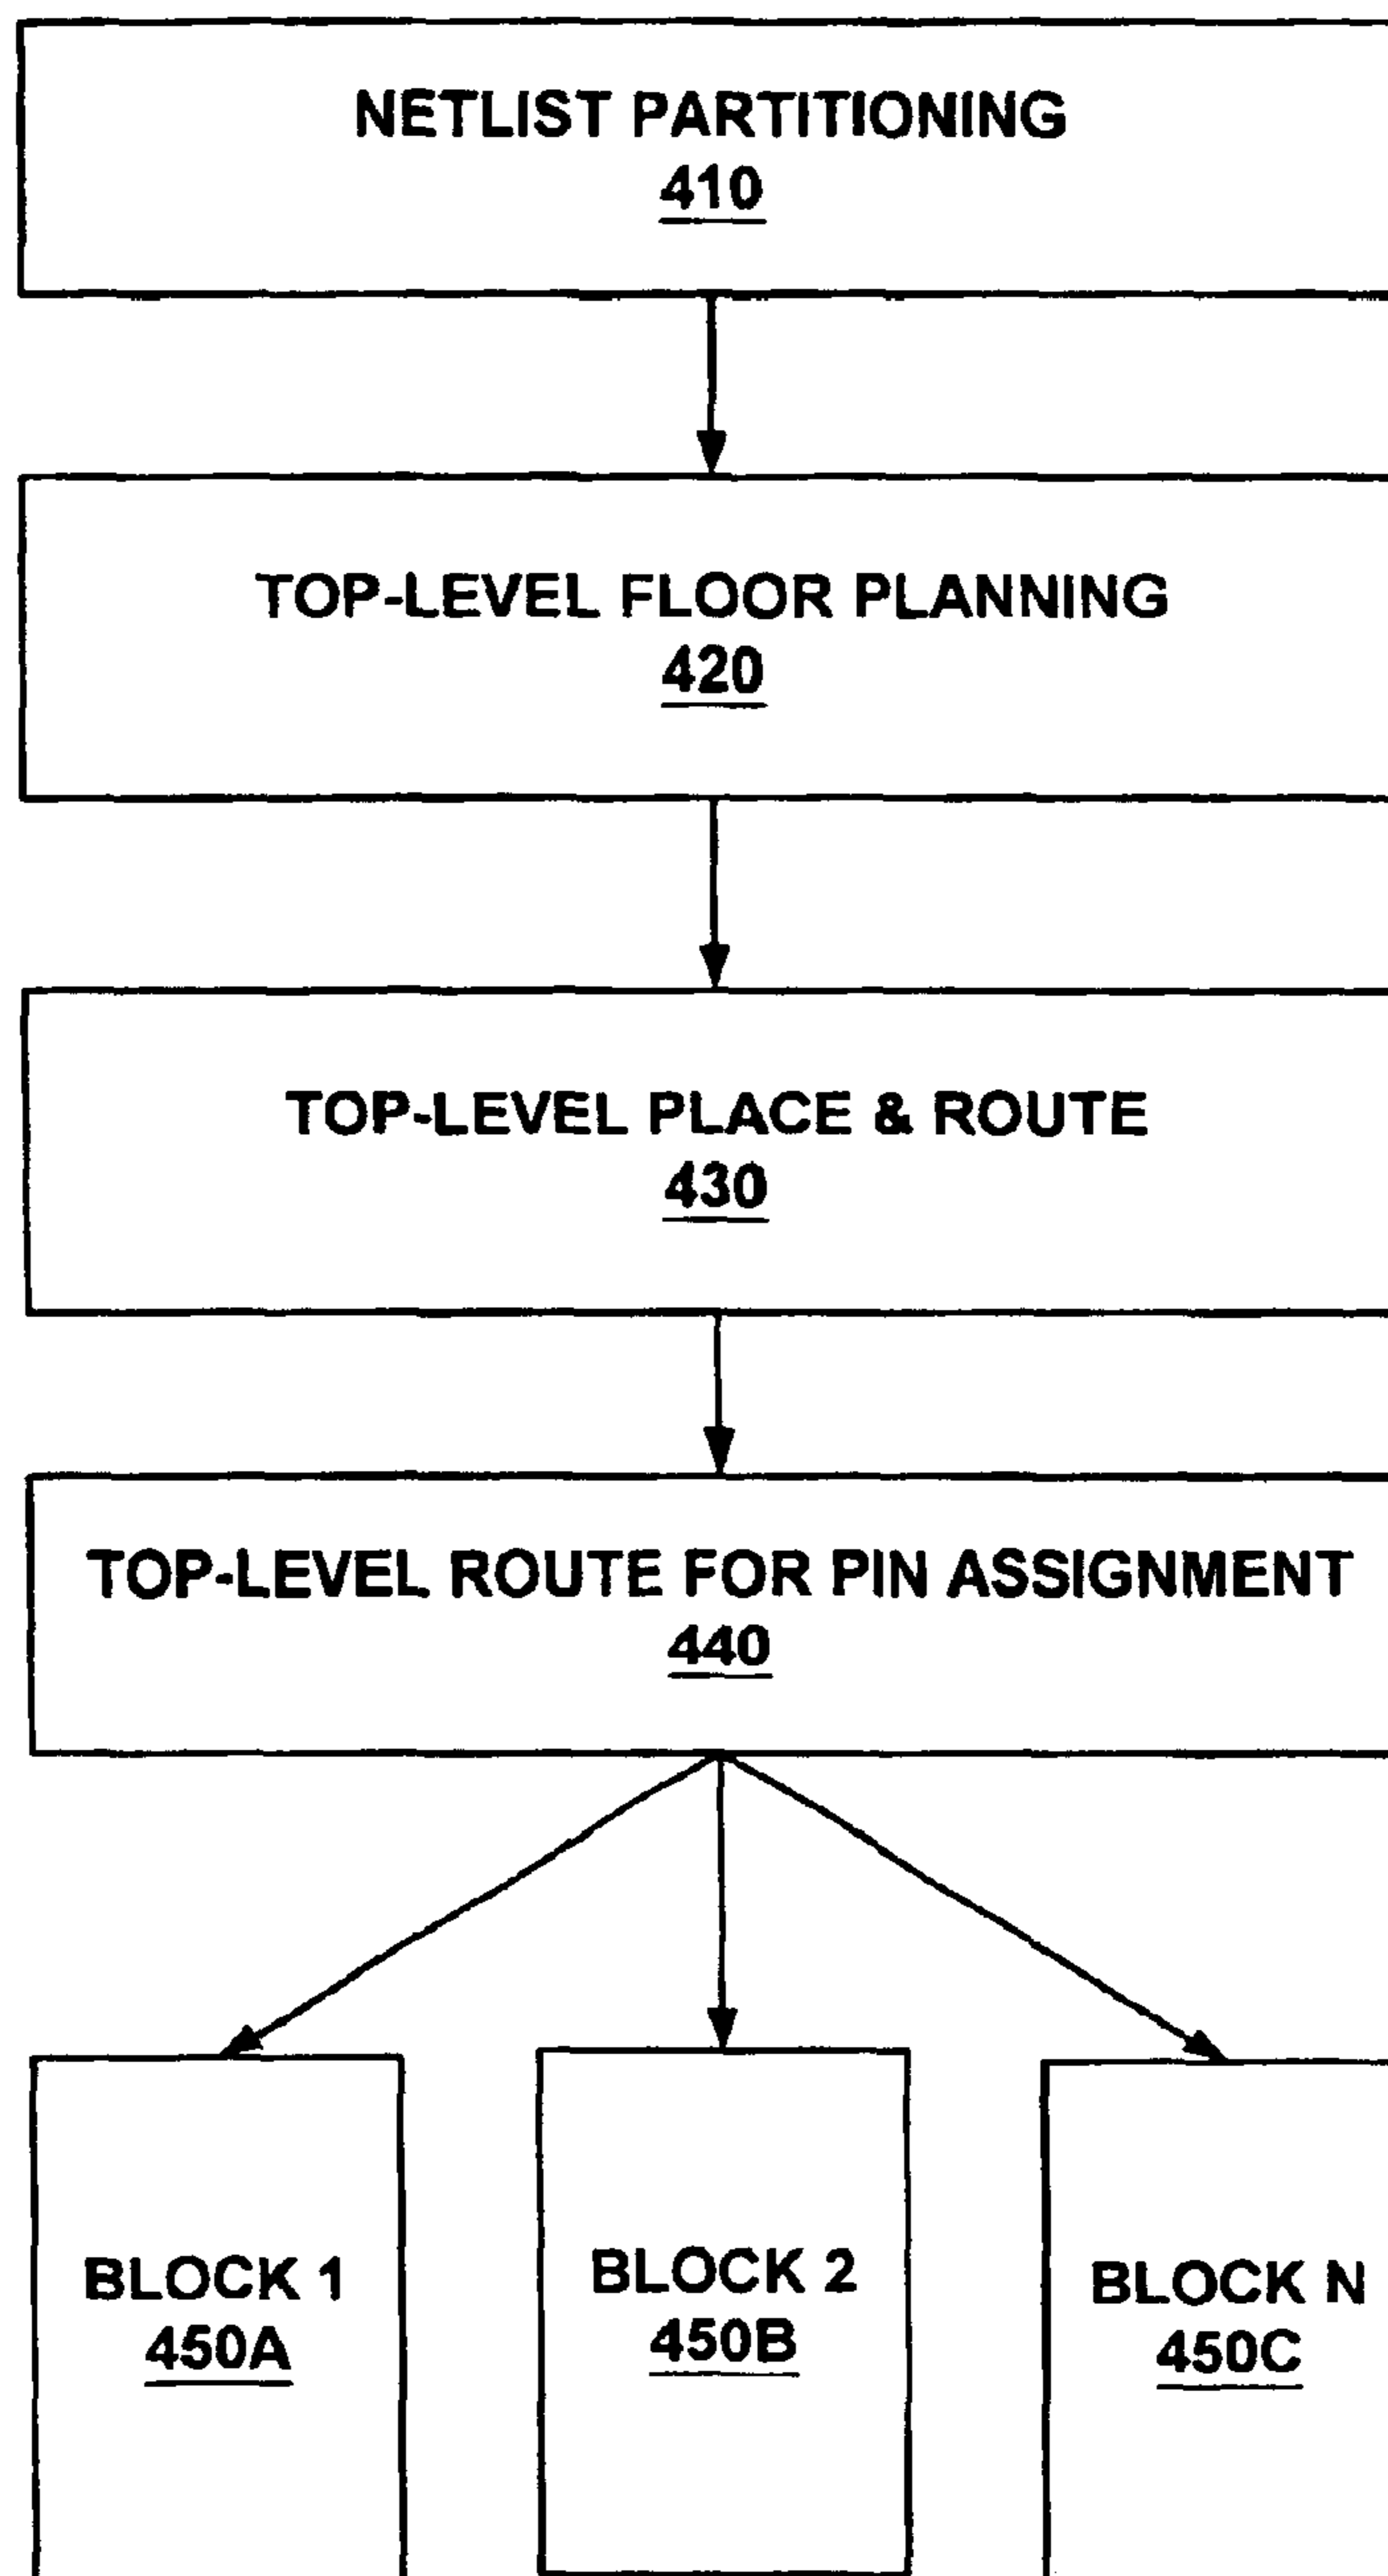 NETLIST PARTITIONING
410
TOP-LEVEL FLOOR PLANNING
420
TOP-LEVEL PLACE & ROUTE
430
TOP-LEVEL ROUTE FOR PIN ASSIGNMENT
440
BLOCK 1
450A
BLOCK 2
450B
BLOCK N
450C